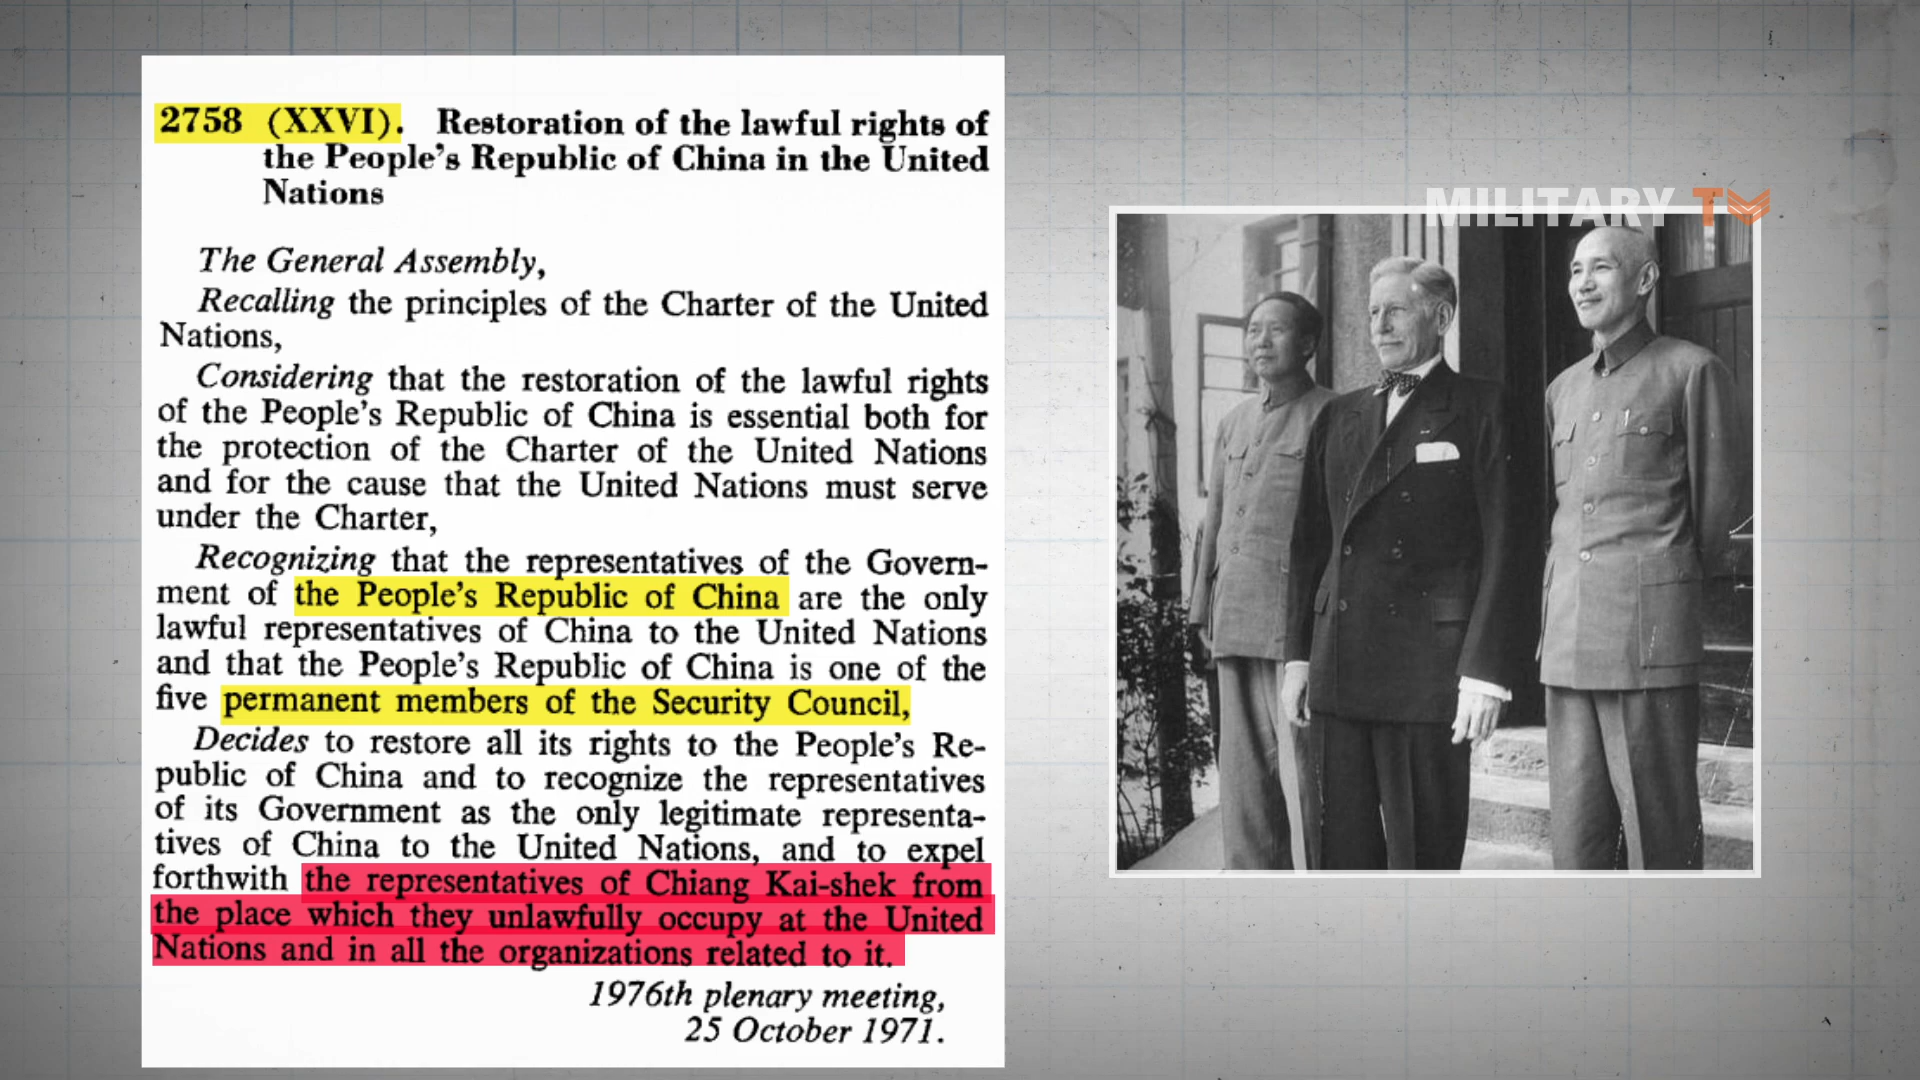 2758 (XXVI). Restoration of the lawful rights of
the People's Republic of China in the United
Nations
The General Assembly,
Recalling the principles of the Charter of the United
Nations,
Considering that the restoration of the lawful rights
of the People's Republic of China is essential both for
the protection of the Charter of the United Nations
and for the cause that the United Nations must serve
under the Charter,
Recognizing that the representatives of the Govern-
ment of the People's Republic of China are the only
lawful representatives of China to the United Nations
and that the People's Republic of China is one of the
five permanent members of the Security Council,
Decides to restore all its rights to the People's Re-
public of China and to recognize the representatives
of its Government as the only legitimate representa-
tives of China to the United Nations, and to expel
forthwith the representatives of Chiang Kai-shek from
the place which they unlawfully occupy at the United
Nations and in all the organizations related to it.
1976th plenary meeting,
25 October 1971.
MILITARY TV